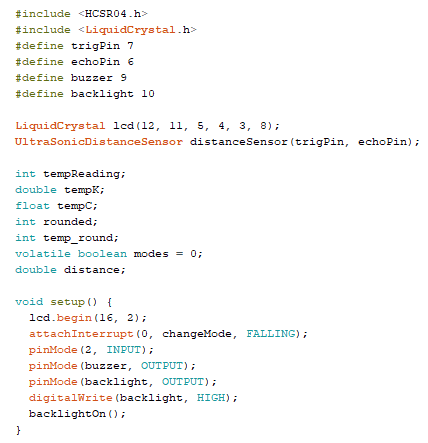 #include <HCSR04.h>
#include <LiquidCrystal.h>
#define trigPin 7
#define echoPin 6
#define buzzer 9
#define backlight 10
LiquidCrystal lcd(12, 11, 5, 4, 3, 8);
UltraSonicDistanceSensor distanceSensor(trigPin, echoPin);
int tempReading;
double tempK;
float tempC;
int rounded;
int temp_round;
volatile boolean modes = 0;
double distance;
void setup() {
  lcd.begin(16, 2);
  attachInterrupt(0, changeMode, FALLING);
  pinMode(2, INPUT);
  pinMode(buzzer, OUTPUT);
  pinMode(backlight, OUTPUT);
  digitalWrite(backlight, HIGH);
  backlightOn();
}